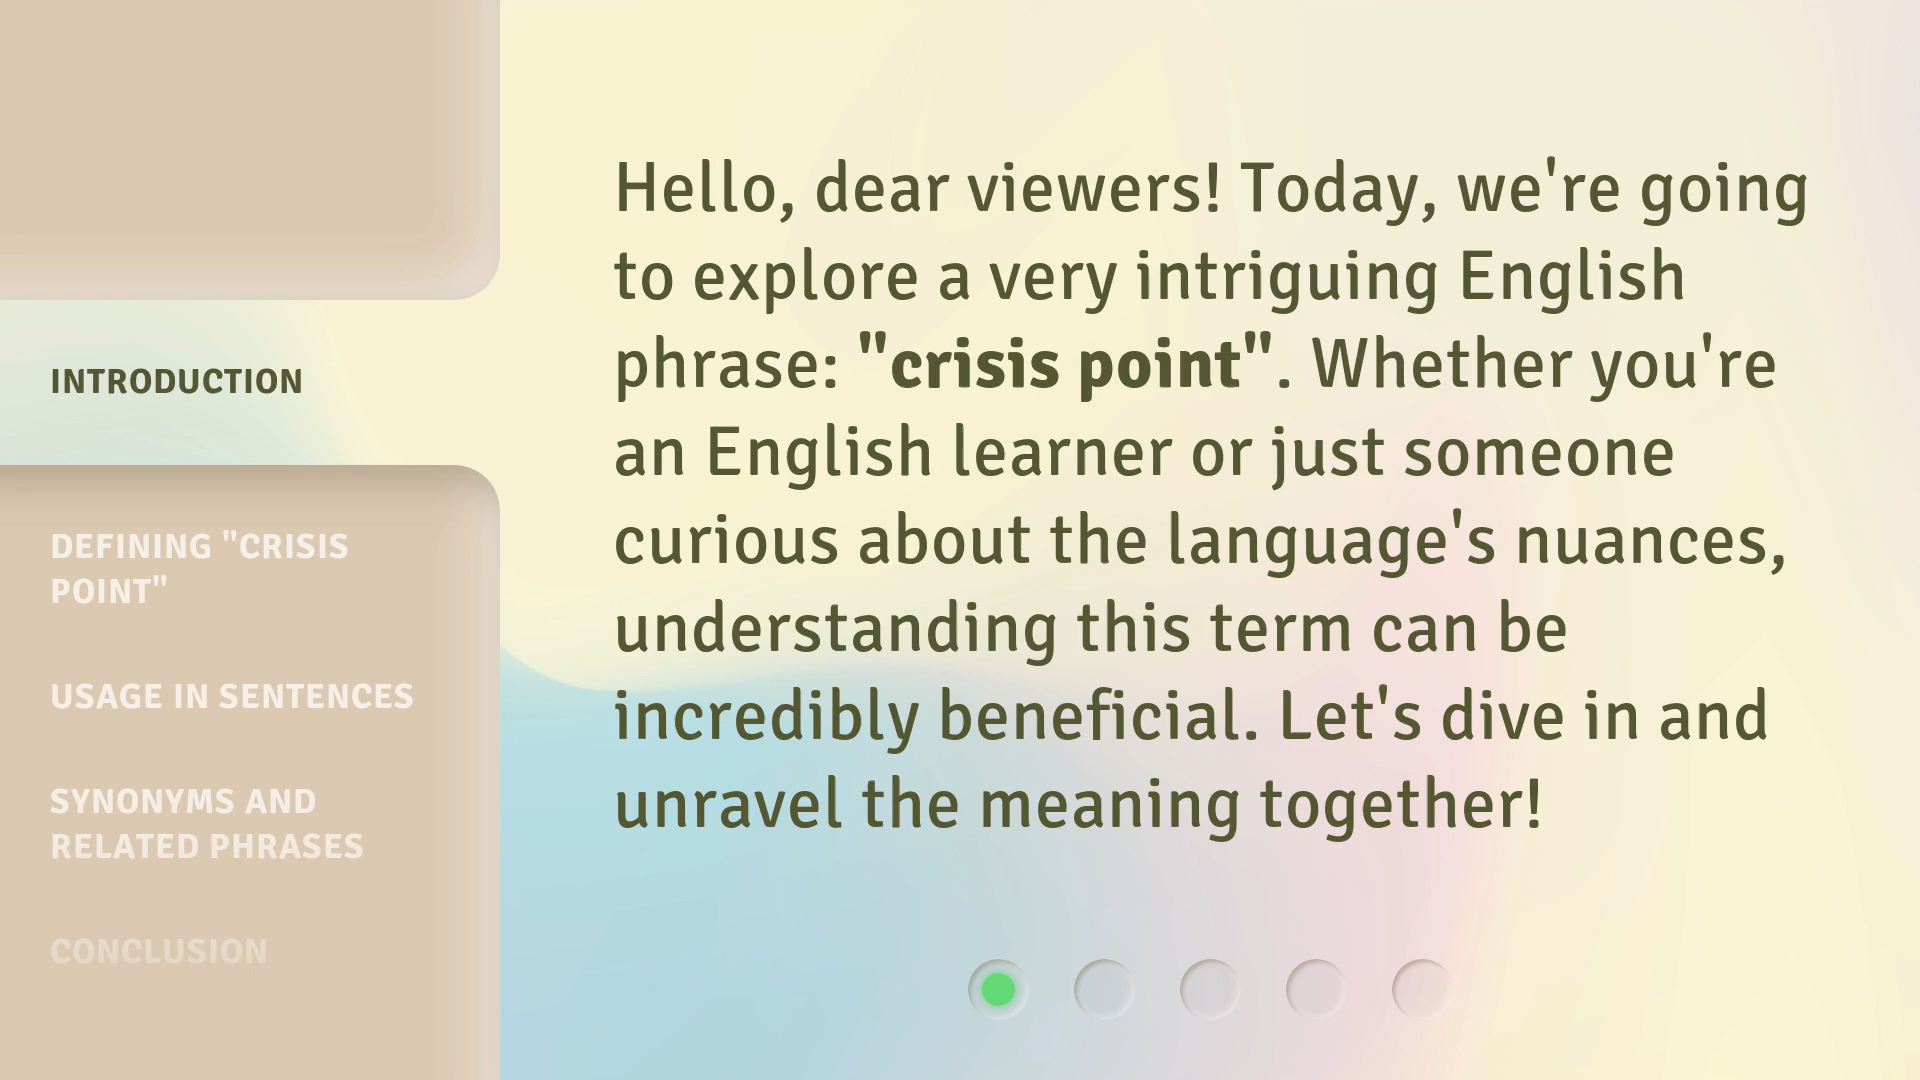 INTRODUCTION
DEFINING "CRISIS
POINT"
USAGE IN SENTENCES
SYNONYMS AND
RELATED PHRASES
CONCLUSION
Hello, dear viewers! Today, we're going
to explore a very intriguing English
phrase: "crisis point". Whether you're
an English learner or just someone
curious about the language's nuances,
understanding this term can be
incredibly beneficial. Let's dive in and
unravel the meaning together!